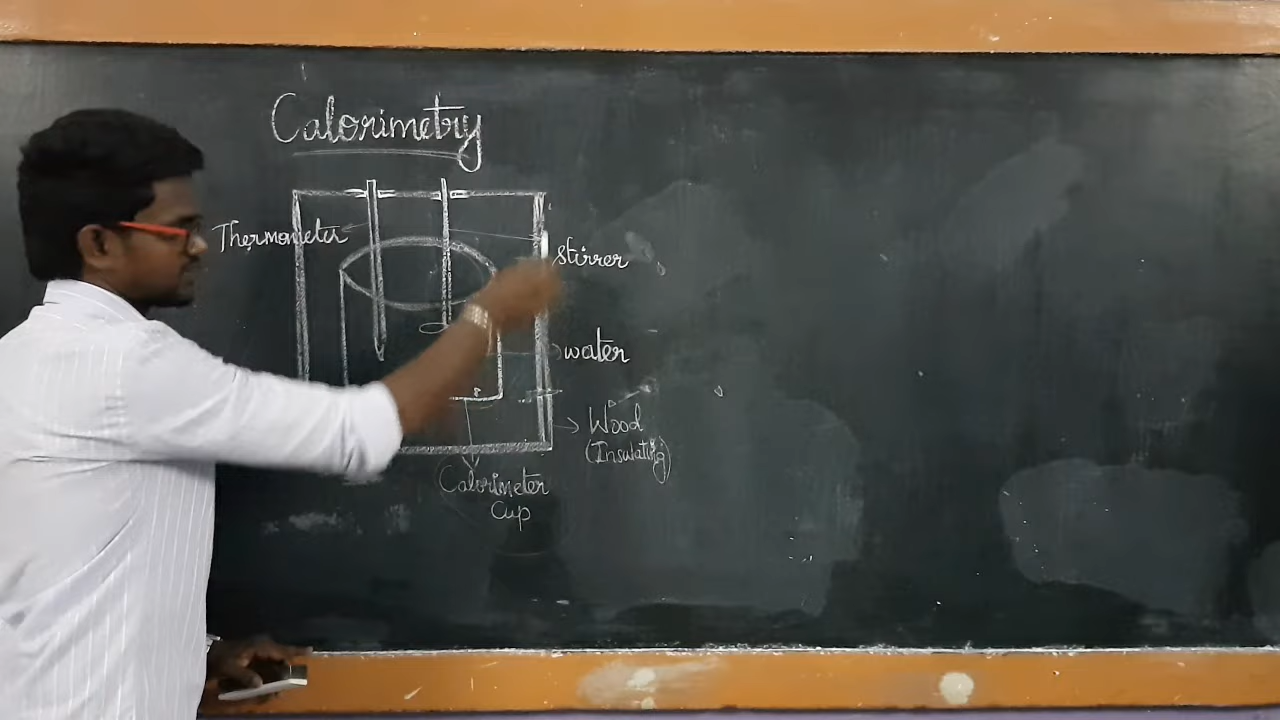 Calorimetry
Thermometer
stirrer
water
Wood
(Insulating)
Calorimeter
Cup